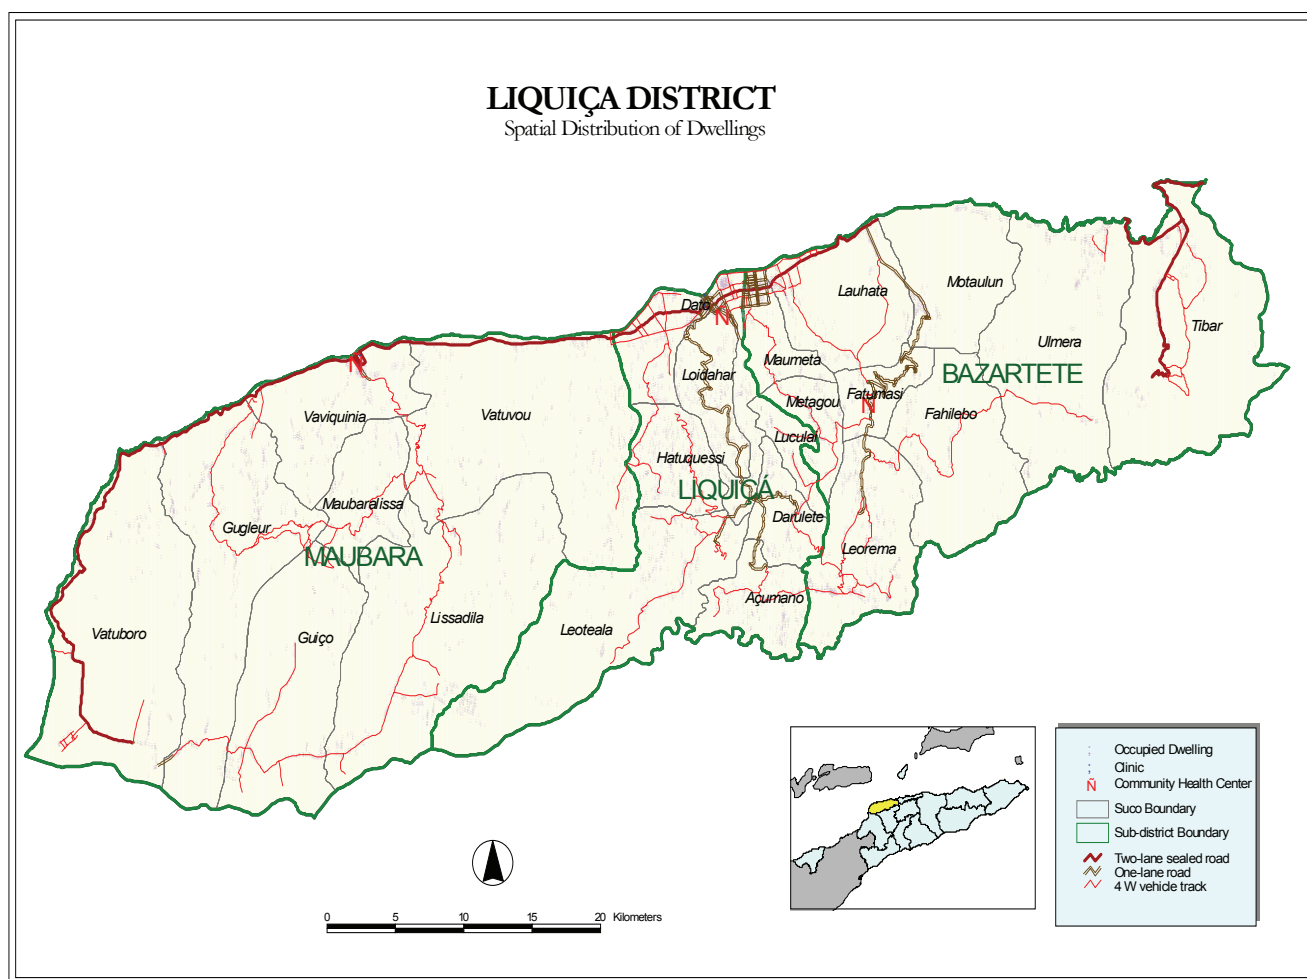 LIQUIÇA DISTRICT
Spatial Distribution of Dwellings
Tibar
Motaulun
Lauhata
Ulmera
Dato
Ñ
Maumeta
BAZARTETE
Ñ
Loidahar
Metagou
Fatumasi
Ñ
Fahilebo
Vaviquinia
Vatuvou
Luculai
Hatuquessi
LIQUIÇÁ
Maubaralissa
Darulete
Gugleur
MAUBARA
Leorema
Açumano
Lissadila
Leoteala
Vatuboro
Guiço
Occupied Dwelling
Clinic
Ñ Community Health Center
Suco Boundary
Sub-district Boundary
Two-lane sealed road
One-lane road
4 W vehicle track
0 5 10 15 20 Kilometers